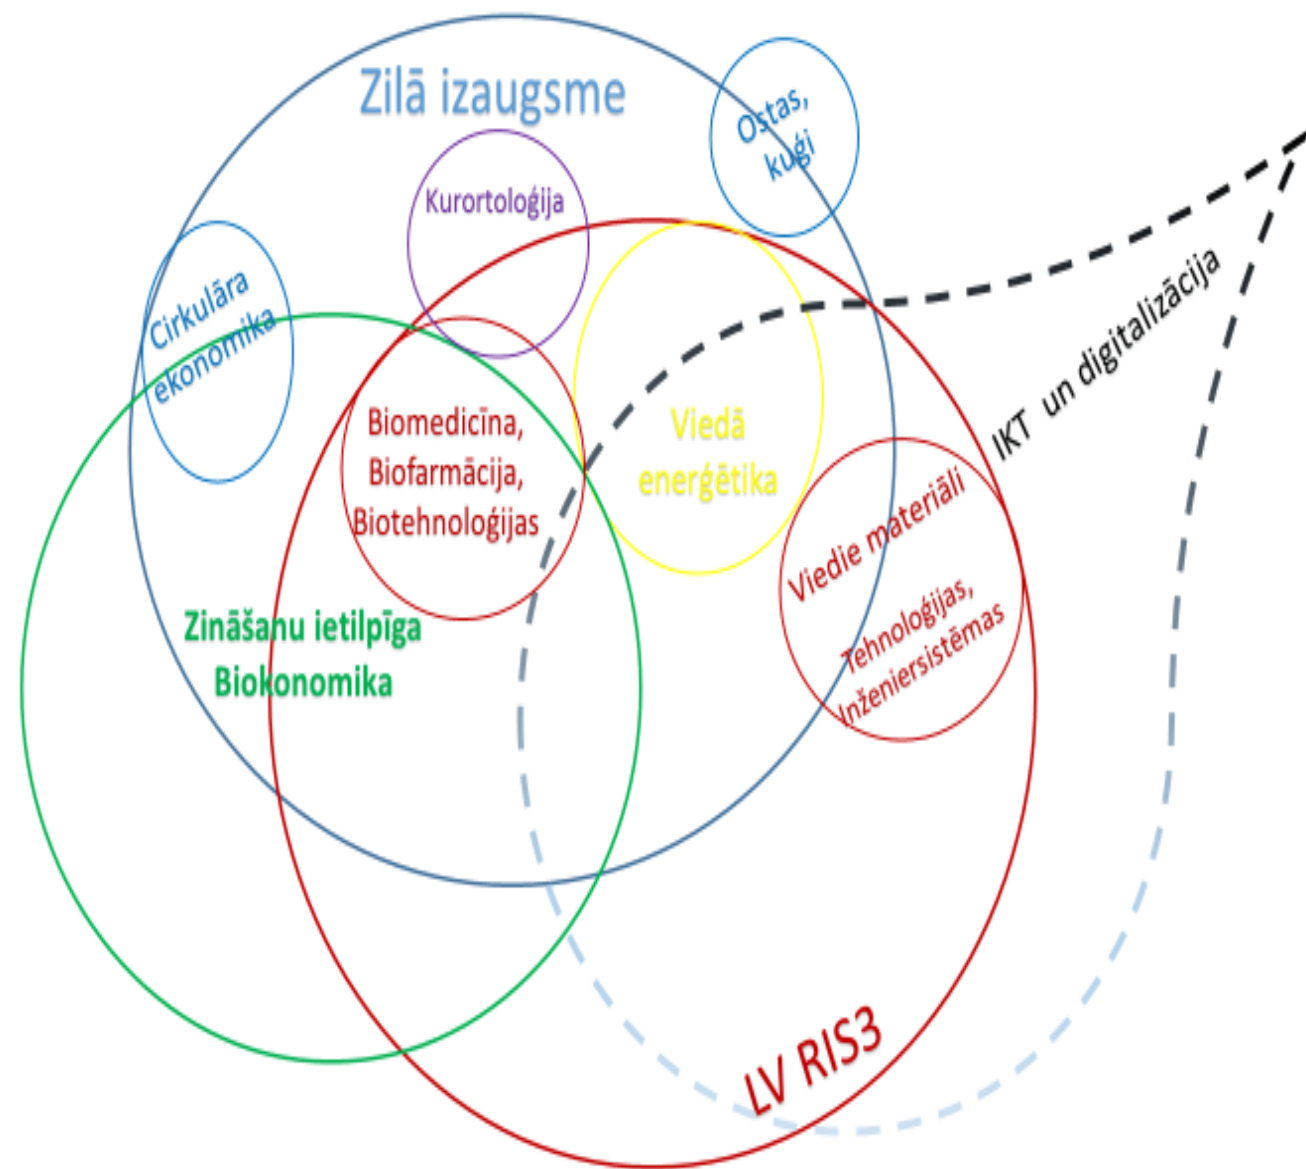 Zilā izaugsme
Ostas,
kuģi
Kurortoloģija
Cirkulāra
ekonomika
IKT un digitalizācija
Biomedicīna,
Biofarmācija,
Biotehnoloģijas
Viedā
enerģētika
Viedie materiāli
Tehnoloģijas,
Inženiersistēmas
Zināšanu ietilpīga
Biokonomika
LV RIS3